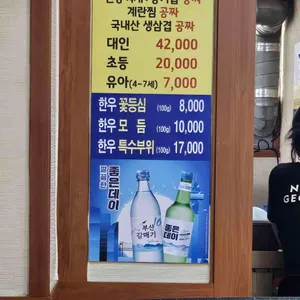 계란찜 공짜
국내산 생삼겹 공짜
대인 42,000
초등 20,000
유아(4~7세) 7,000
한우 꽃등심 (100g) 8,000
한우 모 듬 (100g) 10,000
한우 특수부위 (100g) 17,000
좋은데이
부산
갈매기
좋은
데이
N
GEO